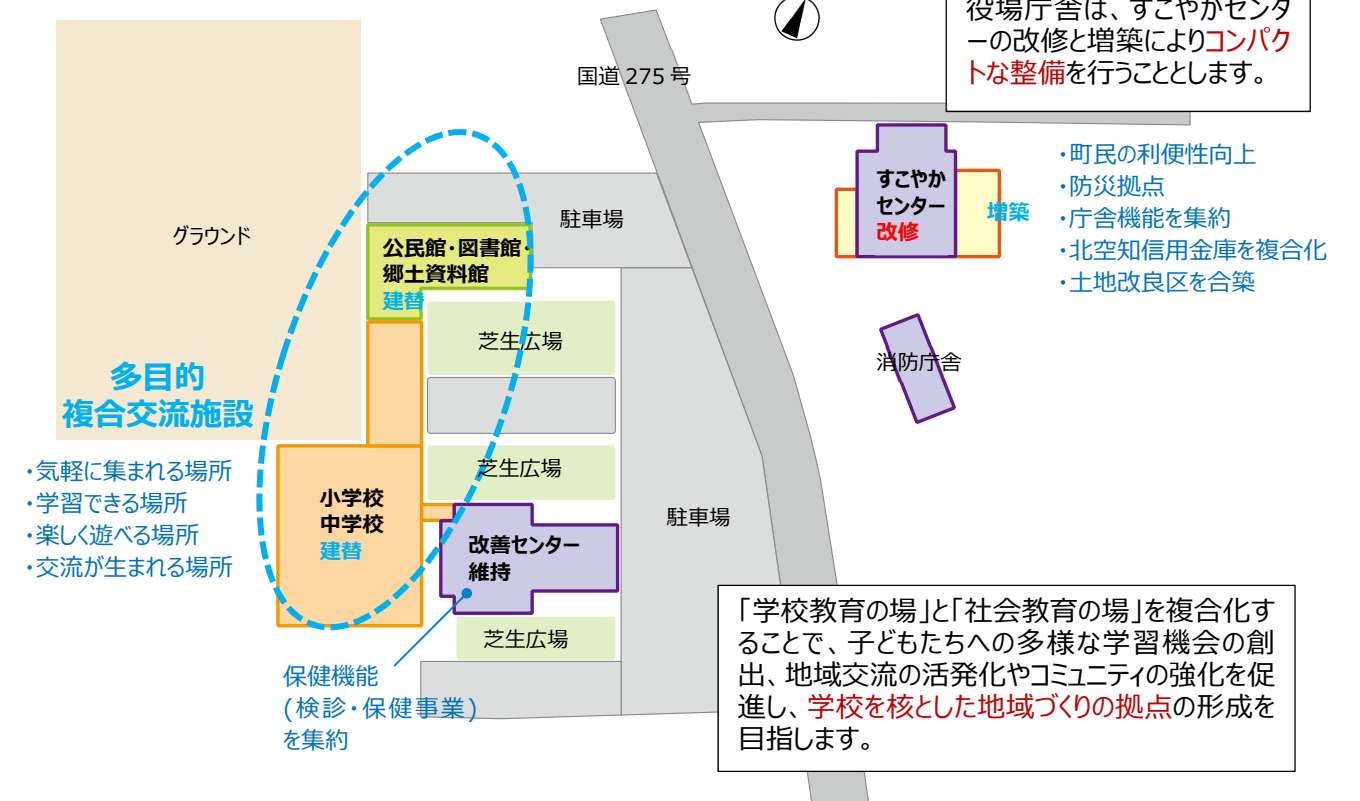 役場庁舎は、すこやかセンタ
ーの改修と増築によりコンパク
トな整備を行うこととします。
国道 275 号
・町民の利便性向上
・防災拠点
・庁舎機能を集約
・北空知信用金庫を複合化
・土地改良区を合築
すこやか
センター
改修
増築
駐車場
グラウンド
公民館・図書館・
郷土資料館
建替
芝生広場
消防庁舎
多目的
複合交流施設
・気軽に集まれる場所
・学習できる場所
・楽しく遊べる場所
・交流が生まれる場所
芝生広場
小学校
中学校
建替
駐車場
改善センター
維持
芝生広場
保健機能
(検診・保健事業)
を集約
「学校教育の場」と「社会教育の場」を複合化す
ることで、子どもたちへの多様な学習機会の創
出、地域交流の活発化やコミュニティの強化を促
進し、学校を核とした地域づくりの拠点の形成を
目指します。